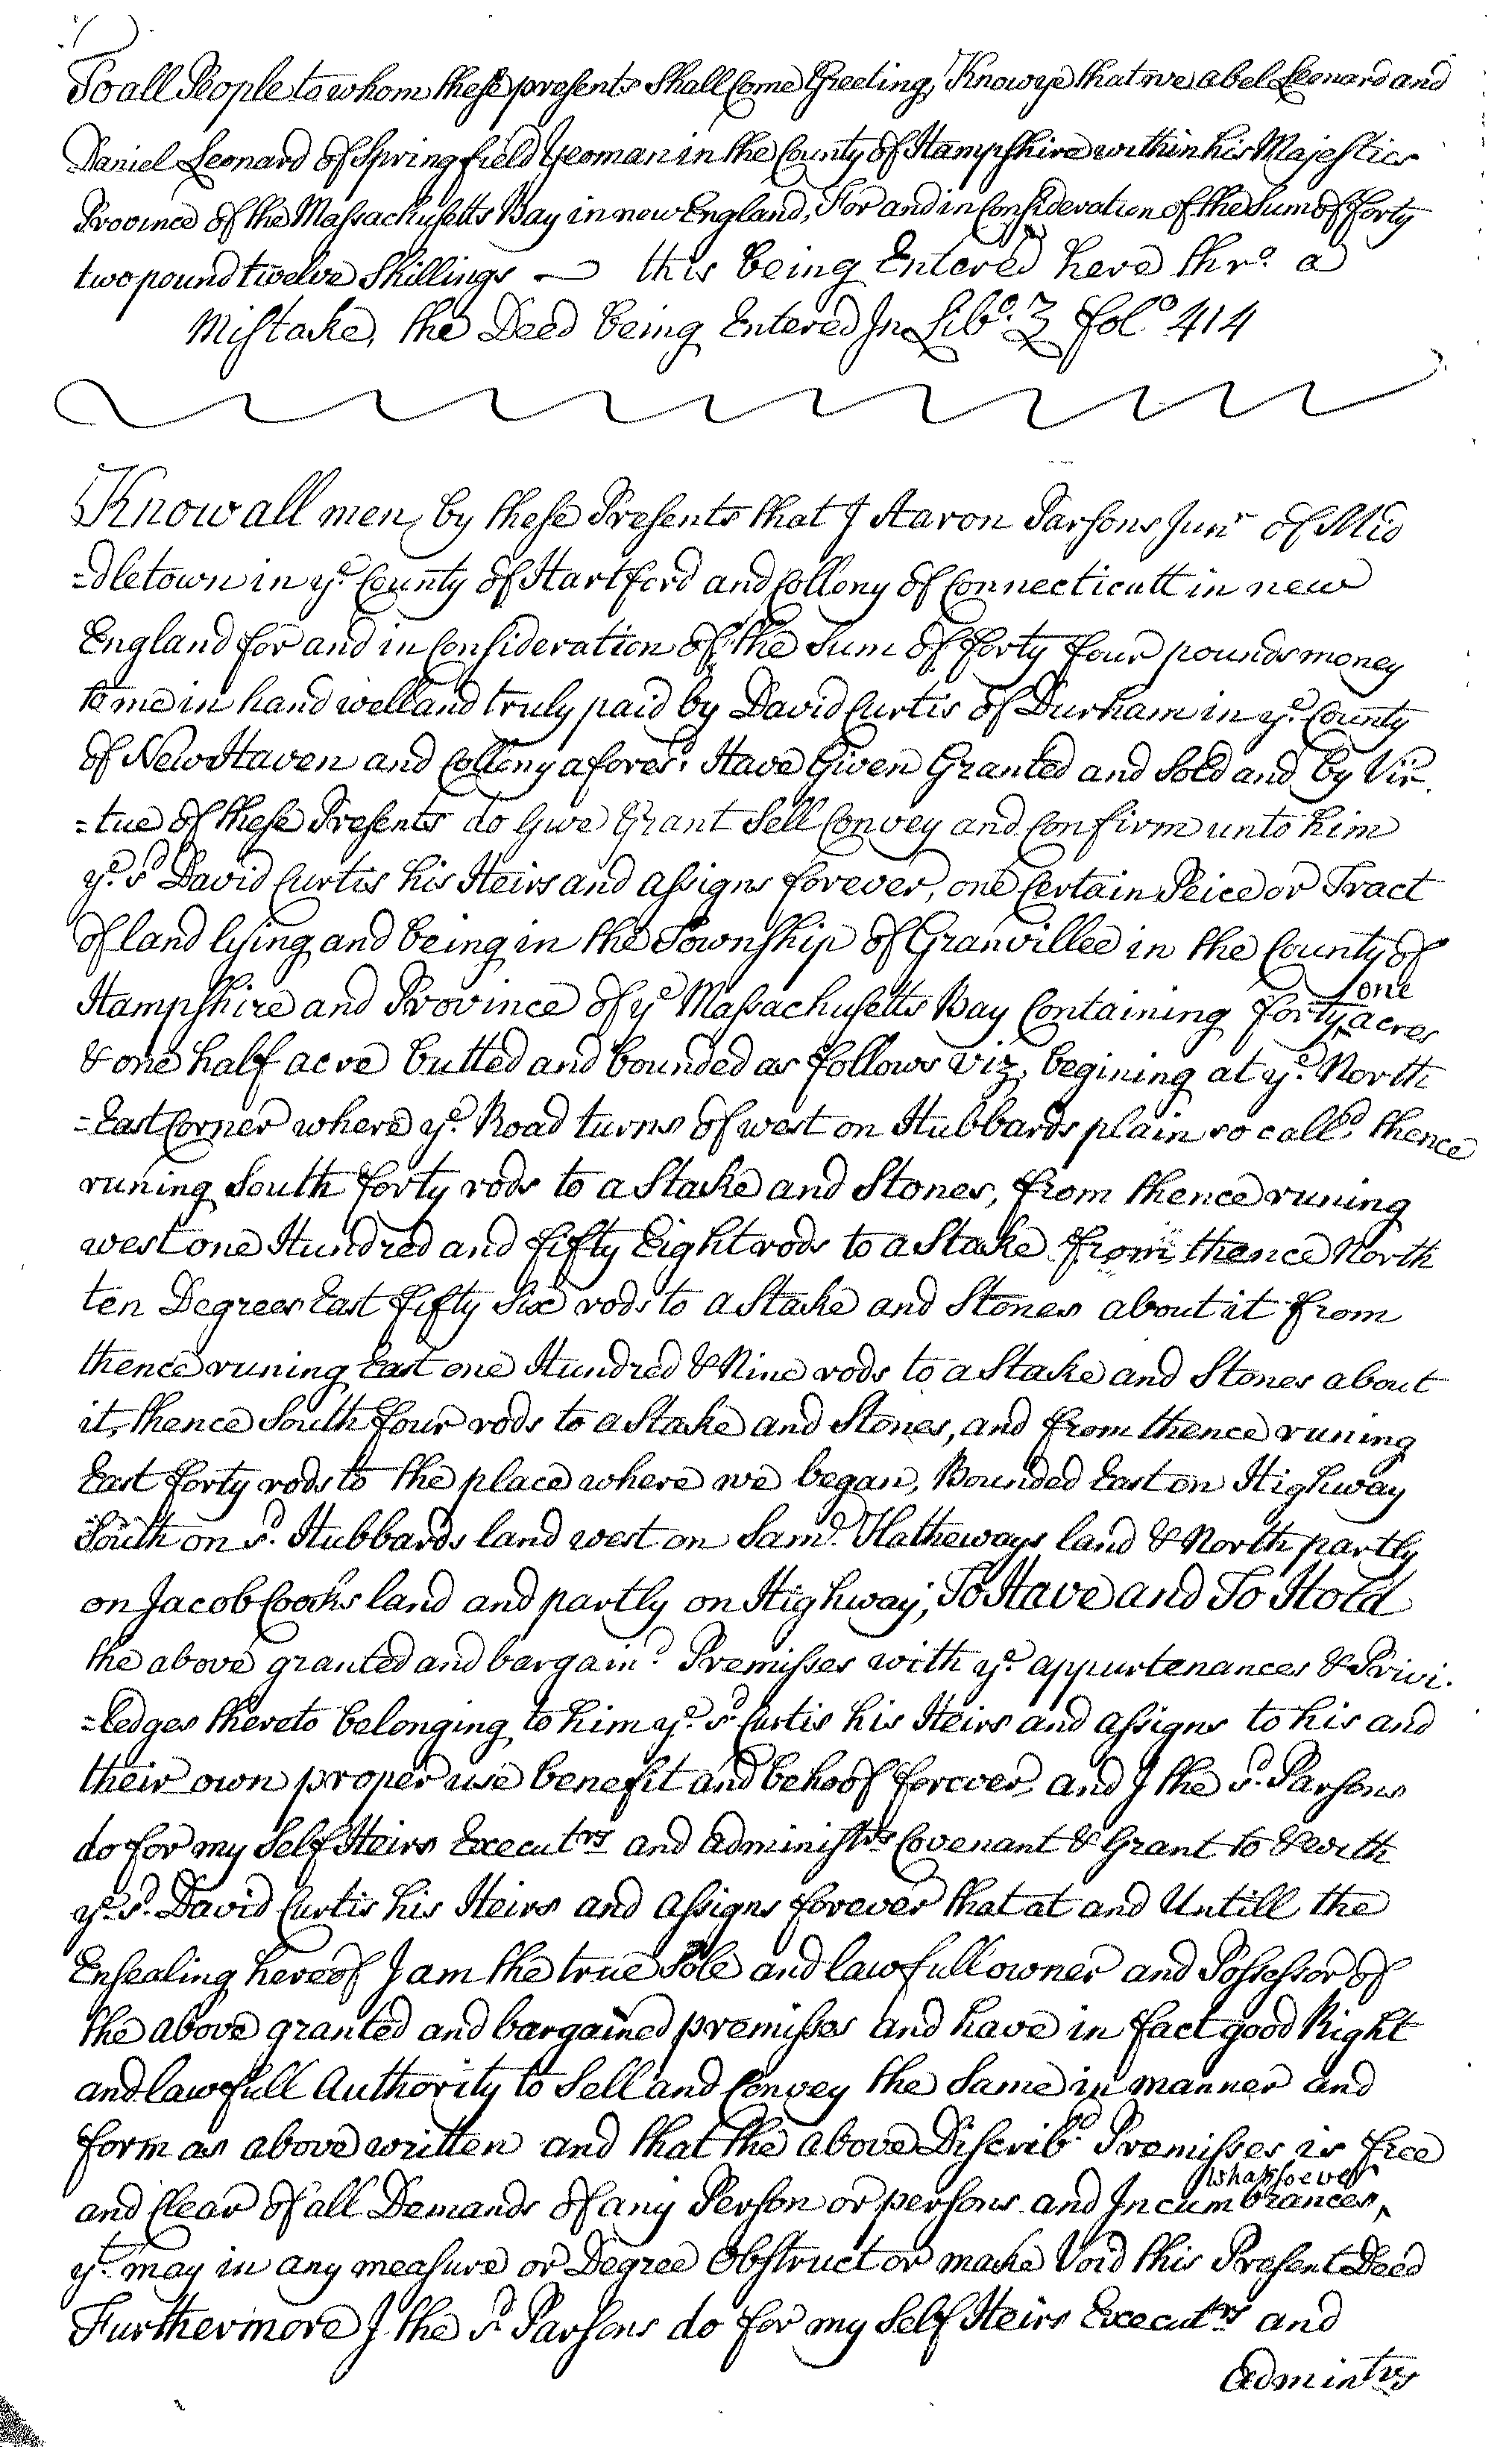 To all People to whom these presents Shall Come Greeting, Know ye that we abel Leonard and
Daniel Leonard of Springfield Yeoman in the County of Hampshire within his Majesties
Province of the Massachusetts Bay in new England, For and in Consideration of the Sum of forty
two pound twelve Shillings — this being Entered here thro. a
Mistake, the Deed being Entered In Libo. Z folo 414
Know all men, by these Presents that I Aaron Parsons Junr of Mid
=dletown in ye. County of Hartford and Collony of Connecticutt in new
England for and in Consideration of the Sum of forty four pounds money
to me in hand well and truly paid by David Curtis of Durham in ye. County
of New Haven and Collony afores'd. Have Given Granted and Sold and by Vir.
=tue of these Presents do Give Grant Sell Convey and Confirm unto him
ye. sd David Curtis his Heirs and assigns forever, one Certain Peice or Tract
of land lying and being in the Township of Granvillee in the County of
Hampshire and Province of ye Massachusetts Bay Containing forty ^one acres
& one half acre butted and bounded as follows viz, begining at ye. North
=East Corner where ye. Road turns of west on Hubbards plain so calld. thence
runing South forty rods to a Stake and Stones, from thence runing
west one Hundred and fifty Eight rods to a Stake from thence North
ten Degrees East fifty Six rods to a Stake and Stones about it from
thence runing East one Hundred & Nine rods to a Stake and Stones about
it, thence South four rods to a Stake and Stones, and from thence runing
East forty rods to the place where we began, Bounded East on Highway
South on sd. Hubbards land west on Samll. Hatheways land & North partly
on Jacob Cooks land and partly on Highway, To Have and To Hold
the above granted and bargaind. Premisses with ye. appurtenances & Privi.
=ledges thereto belonging to him ye. sd. Curtis his Heirs and assigns to his and
their own proper use benefit and behoof forever, and I the sd. Parsons
do for my Self Heirs Executrs and administrs Covenant & Grant to & with
ye. sd. David Curtis his Heirs and assigns forever that at and Untill the
Ensealing hereof I am the true Sole and lawfull owner and Possessor of
the above granted and bargained premisses and have in fact good Right
and lawfull Authority to Sell and Convey the Same in manner and
form as above written and that the above Discribd. Premisses is free
and Clear of all Demands of any Person or persons and Incumbrances ^whatsoever
yt. may in any measure or Degree Obstruct or make Void this Present Deed
Furthermore I the sd. Parsons do for my Self Heirs Executrs and
Admintrs